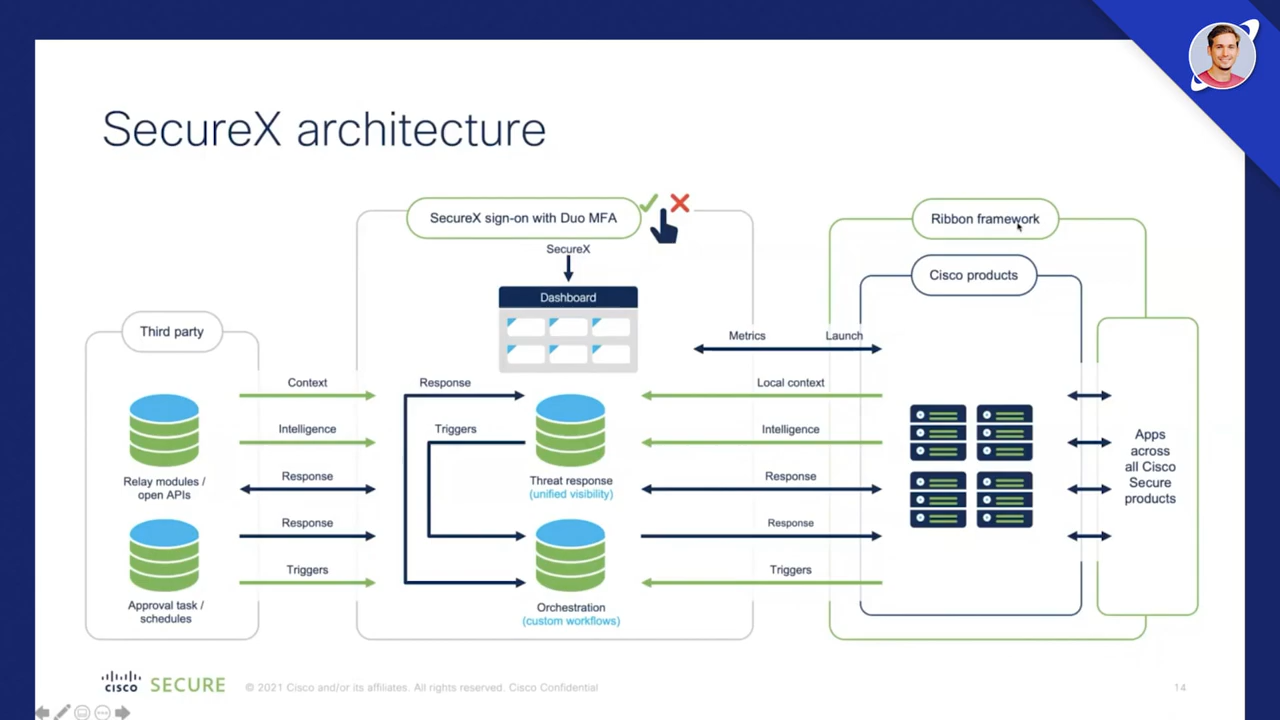 SecureX architecture
SecureX sign-on with Duo MFA
SecureX
Dashboard
Ribbon framework
Cisco products
Third party
Metrics
Launch
Context
Response
Local context
Intelligence
Triggers
Intelligence
Response
Response
Relay modules /
open APIs
Threat response
(unified visibility)
Apps
across
all Cisco
Secure
products
Response
Response
Triggers
Triggers
Approval task /
schedules
Orchestration
(custom workflows)
cisco SECURE
© 2021 Cisco and/or its affiliates. All rights reserved. Cisco Confidential
14